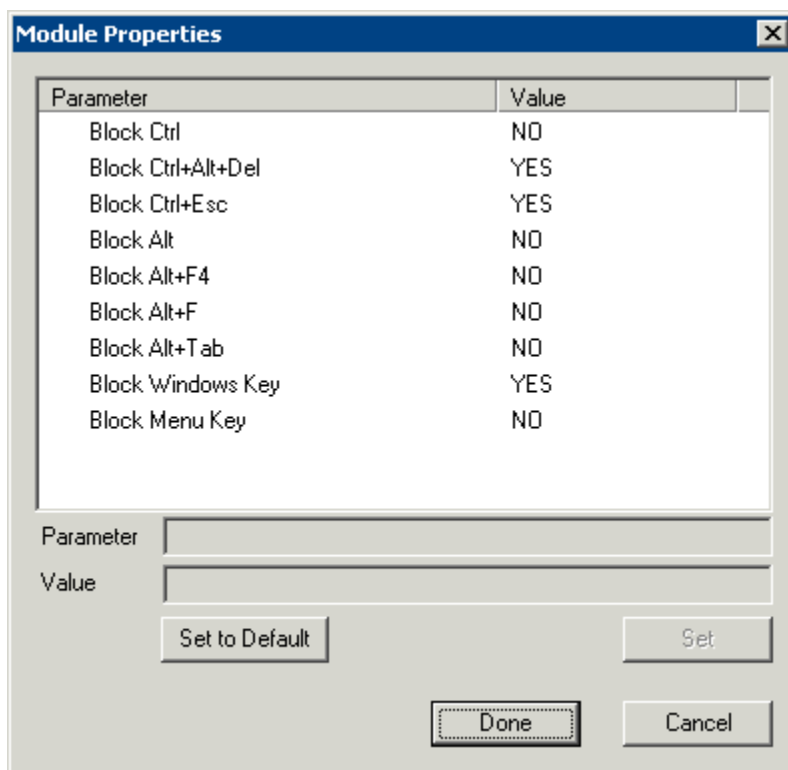 Module Properties
Parameter Value
Block Ctrl NO
Block Ctrl+Alt+Del YES
Block Ctrl+Esc YES
Block Alt NO
Block Alt+F4 NO
Block Alt+F NO
Block Alt+Tab NO
Block Windows Key YES
Block Menu Key NO
Parameter
Value
Set to Default Set
Done Cancel